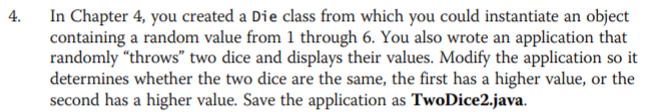 4. In Chapter 4, you created a Die class from which you could instantiate an object
containing a random value from 1 through 6. You also wrote an application that
randomly “throws” two dice and displays their values. Modify the application so it
determines whether the two dice are the same, the first has a higher value, or the
second has a higher value. Save the application as TwoDice2.java.